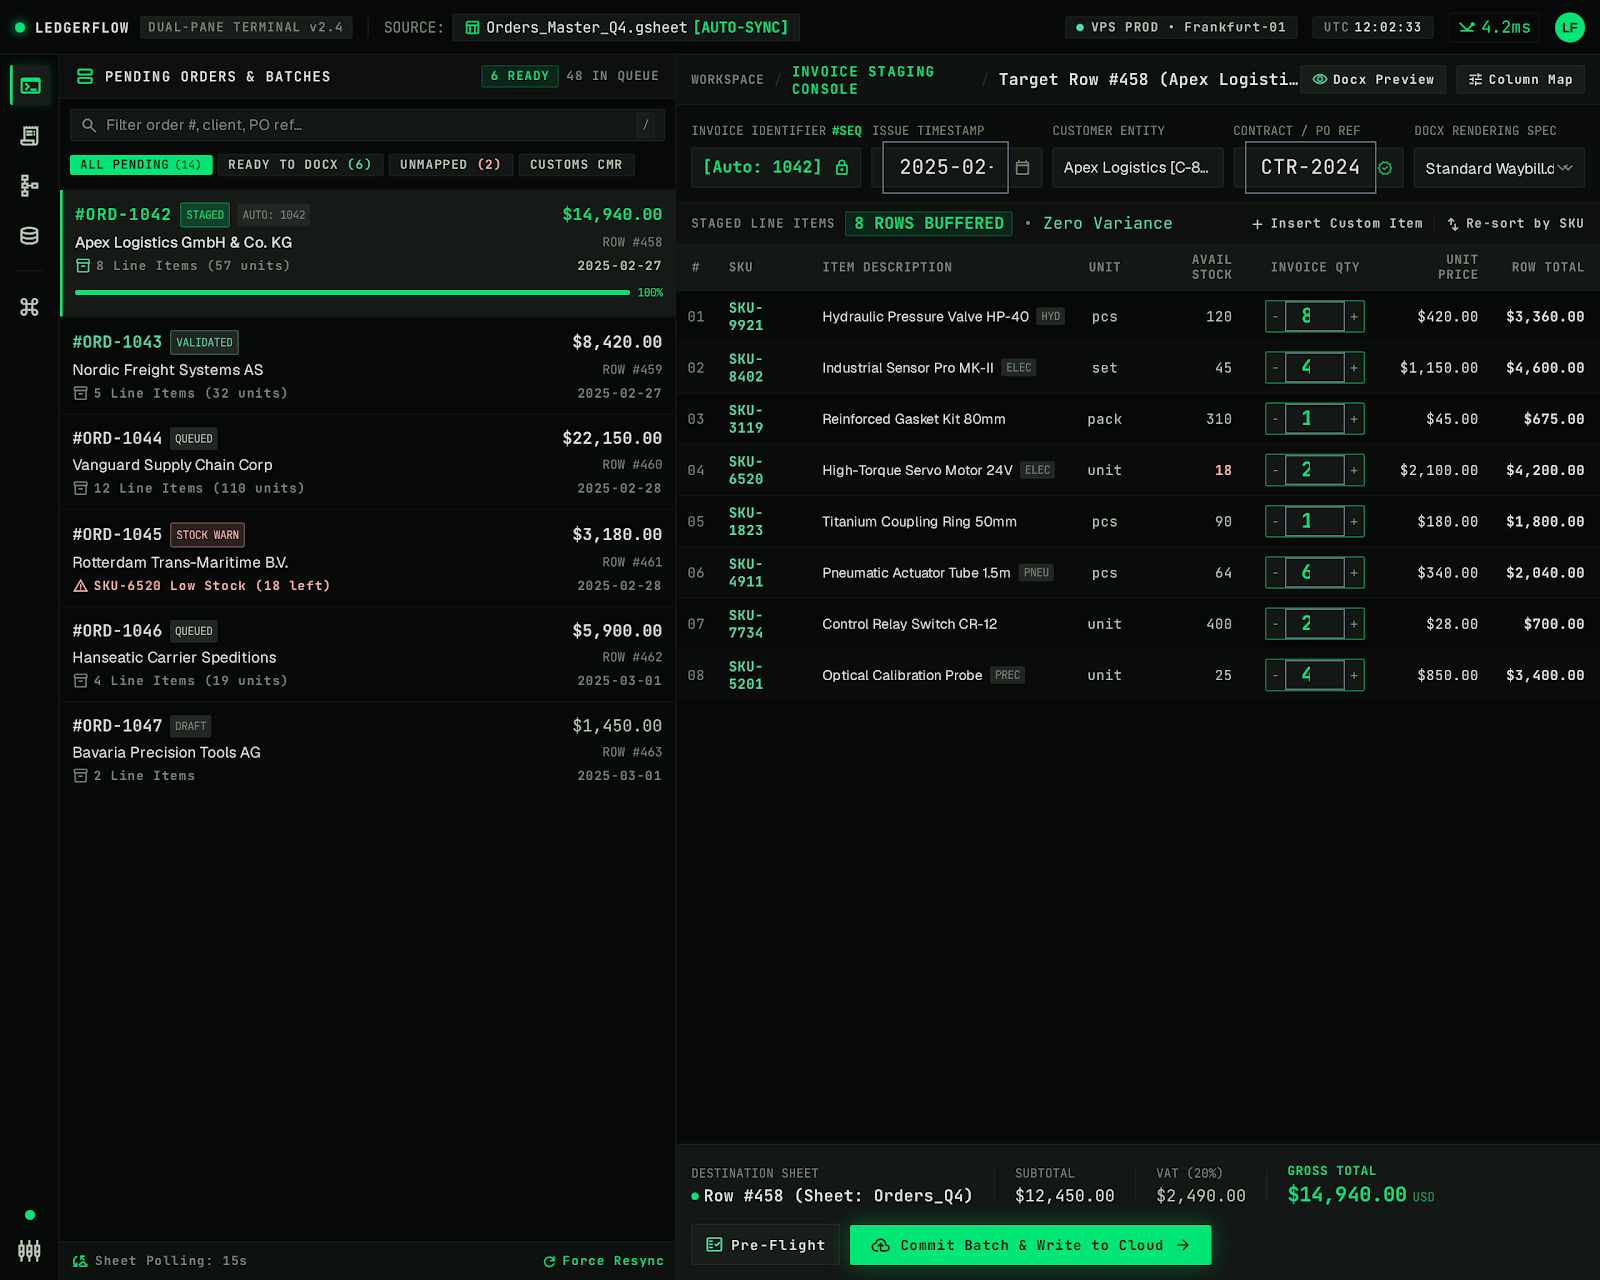 LEDGERFLOW DUAL-PANE TERMINAL v2.4 SOURCE: Orders_Master_Q4.gsheet [AUTO-SYNC] VPS PROD • Frankfurt-01 UTC 12:02:33 4.2ms LF
PENDING ORDERS & BATCHES 6 READY 48 IN QUEUE
Filter order #, client, PO ref… /
ALL PENDING (14) READY TO DOCX (6) UNMAPPED (2) CUSTOMS CMR
#ORD-1042 STAGED AUTO: 1042 $14,940.00
Apex Logistics GmbH & Co. KG ROW #458
8 Line Items (57 units) 2025-02-27
100%
#ORD-1043 VALIDATED $8,420.00
Nordic Freight Systems AS ROW #459
5 Line Items (32 units) 2025-02-27
#ORD-1044 QUEUED $22,150.00
Vanguard Supply Chain Corp ROW #460
12 Line Items (110 units) 2025-02-28
#ORD-1045 STOCK WARN $3,180.00
Rotterdam Trans-Maritime B.V. ROW #461
SKU-6520 Low Stock (18 left) 2025-02-28
#ORD-1046 QUEUED $5,900.00
Hanseatic Carrier Speditions ROW #462
4 Line Items (19 units) 2025-03-01
#ORD-1047 DRAFT $1,450.00
Bavaria Precision Tools AG ROW #463
2 Line Items 2025-03-01
Sheet Polling: 15s Force Resync
WORKSPACE / INVOICE STAGING CONSOLE / Target Row #458 (Apex Logisti… Docx Preview Column Map
INVOICE IDENTIFIER #SEQ ISSUE TIMESTAMP CUSTOMER ENTITY CONTRACT / PO REF DOCX RENDERING SPEC
[Auto: 1042] 2025-02- Apex Logistics [C-8… CTR-2024 Standard Waybill.d
STAGED LINE ITEMS 8 ROWS BUFFERED • Zero Variance + Insert Custom Item Re-sort by SKU
# SKU ITEM DESCRIPTION UNIT AVAIL STOCK INVOICE QTY UNIT PRICE ROW TOTAL
01 SKU-9921 Hydraulic Pressure Valve HP-40 HYD pcs 120 - 8 + $420.00 $3,360.00
02 SKU-8402 Industrial Sensor Pro MK-II ELEC set 45 - 4 + $1,150.00 $4,600.00
03 SKU-3119 Reinforced Gasket Kit 80mm pack 310 - 1 + $45.00 $675.00
04 SKU-6520 High-Torque Servo Motor 24V ELEC unit 18 - 2 + $2,100.00 $4,200.00
05 SKU-1823 Titanium Coupling Ring 50mm pcs 90 - 1 + $180.00 $1,800.00
06 SKU-4911 Pneumatic Actuator Tube 1.5m PNEU pcs 64 - 6 + $340.00 $2,040.00
07 SKU-7734 Control Relay Switch CR-12 unit 400 - 2 + $28.00 $700.00
08 SKU-5201 Optical Calibration Probe PREC unit 25 - 4 + $850.00 $3,400.00
DESTINATION SHEET SUBTOTAL VAT (20%) GROSS TOTAL
Row #458 (Sheet: Orders_Q4) $12,450.00 $2,490.00 $14,940.00 USD
Pre-Flight Commit Batch & Write to Cloud →